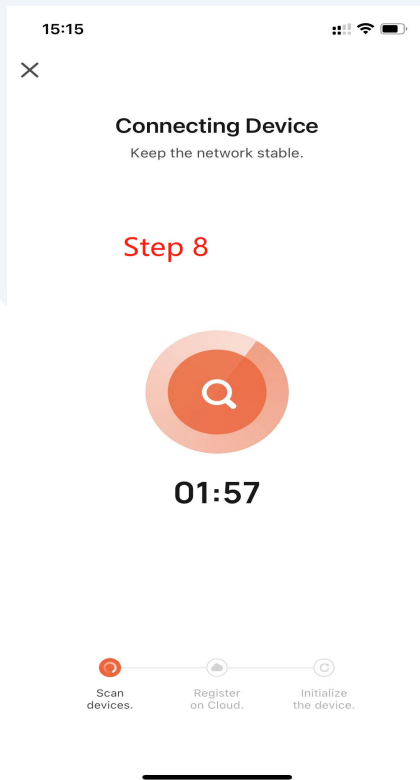 15:15
Connecting Device
Keep the network stable.
Step 8
01:57
Scan
devices.
Register
on Cloud.
Initialize
the device.